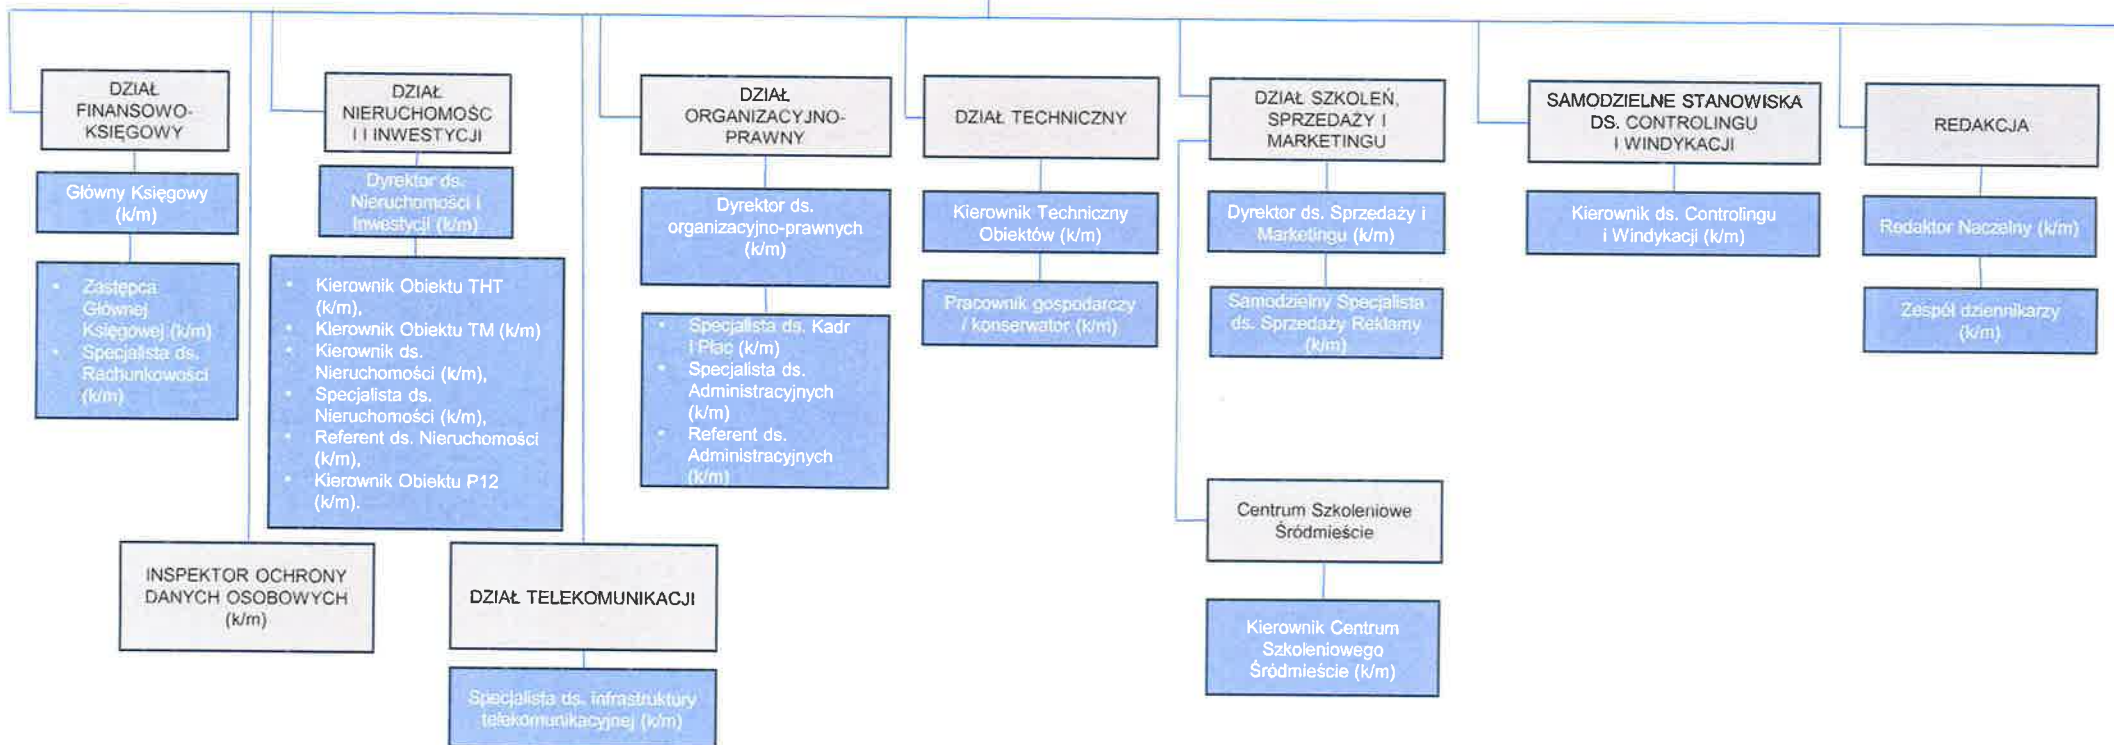 DZIAŁ
FINANSOWO-
KSIĘGOWY
Główny Księgowy
(k/m)
• Zastępca
Głównej
Księgowej (k/m)
• Specjalista ds.
Rachunkowości
(k/m)
DZIAŁ
NIERUCHOMOŚC
I I INWESTYCJI
Dyrektor ds.
Nieruchomości i
Inwestycji (k/m)
• Kierownik Obiektu THT
(k/m),
• Kierownik Obiektu TM (k/m)
• Kierownik ds.
Nieruchomości (k/m),
• Specjalista ds.
Nieruchomości (k/m),
• Referent ds. Nieruchomości
(k/m),
• Kierownik Obiektu P12
(k/m).
INSPEKTOR OCHRONY
DANYCH OSOBOWYCH
(k/m)
DZIAŁ TELEKOMUNIKACJI
Specjalista ds. infrastruktury
telekomunikacyjnej (k/m)
DZIAŁ
ORGANIZACYJNO-
PRAWNY
Dyrektor ds.
organizacyjno-prawnych
(k/m)
• Specjalista ds. Kadr
i Płac (k/m)
• Specjalista ds.
Administracyjnych
(k/m)
• Referent ds.
Administracyjnych
(k/m)
DZIAŁ TECHNICZNY
Kierownik Techniczny
Obiektów (k/m)
Pracownik gospodarczy
/ konserwator (k/m)
DZIAŁ SZKOLEŃ,
SPRZEDAŻY I
MARKETINGU
Dyrektor ds. Sprzedaży i
Marketingu (k/m)
Samodzielny Specjalista
ds. Sprzedaży Reklamy
(k/m)
Centrum Szkoleniowe
Śródmieście
Kierownik Centrum
Szkoleniowego
Śródmieście (k/m)
SAMODZIELNE STANOWISKA
DS. CONTROLINGU
I WINDYKACJI
Kierownik ds. Controlingu
i Windykacji (k/m)
REDAKCJA
Redaktor Naczelny (k/m)
Zespół dziennikarzy
(k/m)